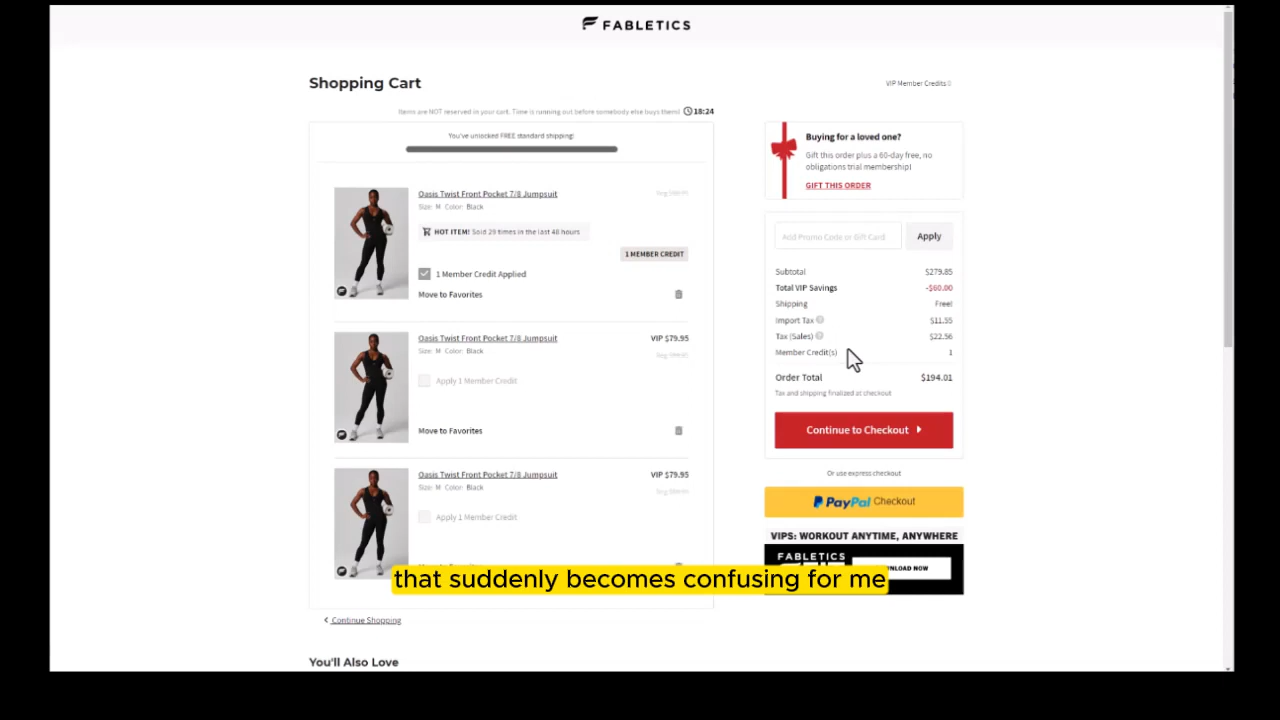 FABLETICS
Shopping Cart
VIP Member Credits
Items are NOT reserved in your cart. Time is running out before somebody else buys them! 18:24
You've unlocked FREE standard shipping!
Oasis Twist Front Pocket 7/8 Jumpsuit
Size: M Color: Black
HOT ITEM! Sold 29 times in the last 48 hours
1 MEMBER CREDIT
1 Member Credit Applied
Move to Favorites
Oasis Twist Front Pocket 7/8 Jumpsuit
VIP $79.95
Size: M Color: Black
Apply 1 Member Credit
Move to Favorites
Oasis Twist Front Pocket 7/8 Jumpsuit
VIP $79.95
Size: M Color: Black
Apply 1 Member Credit
Continue Shopping
You'll Also Love
Buying for a loved one?
Gift this order plus a 60-day free, no
obligations trial membership!
GIFT THIS ORDER
Add Promo Code or Gift Card
Apply
Subtotal $279.85
Total VIP Savings -$60.00
Shipping Free!
Import Tax $11.55
Tax (Sales) $22.56
Member Credit(s) 1
Order Total $194.01
Tax and shipping finalized at checkout
Continue to Checkout
Or use express checkout
PayPal Checkout
VIPS: WORKOUT ANYTIME, ANYWHERE
FABLETICS
NOW
that suddenly becomes confusing for me